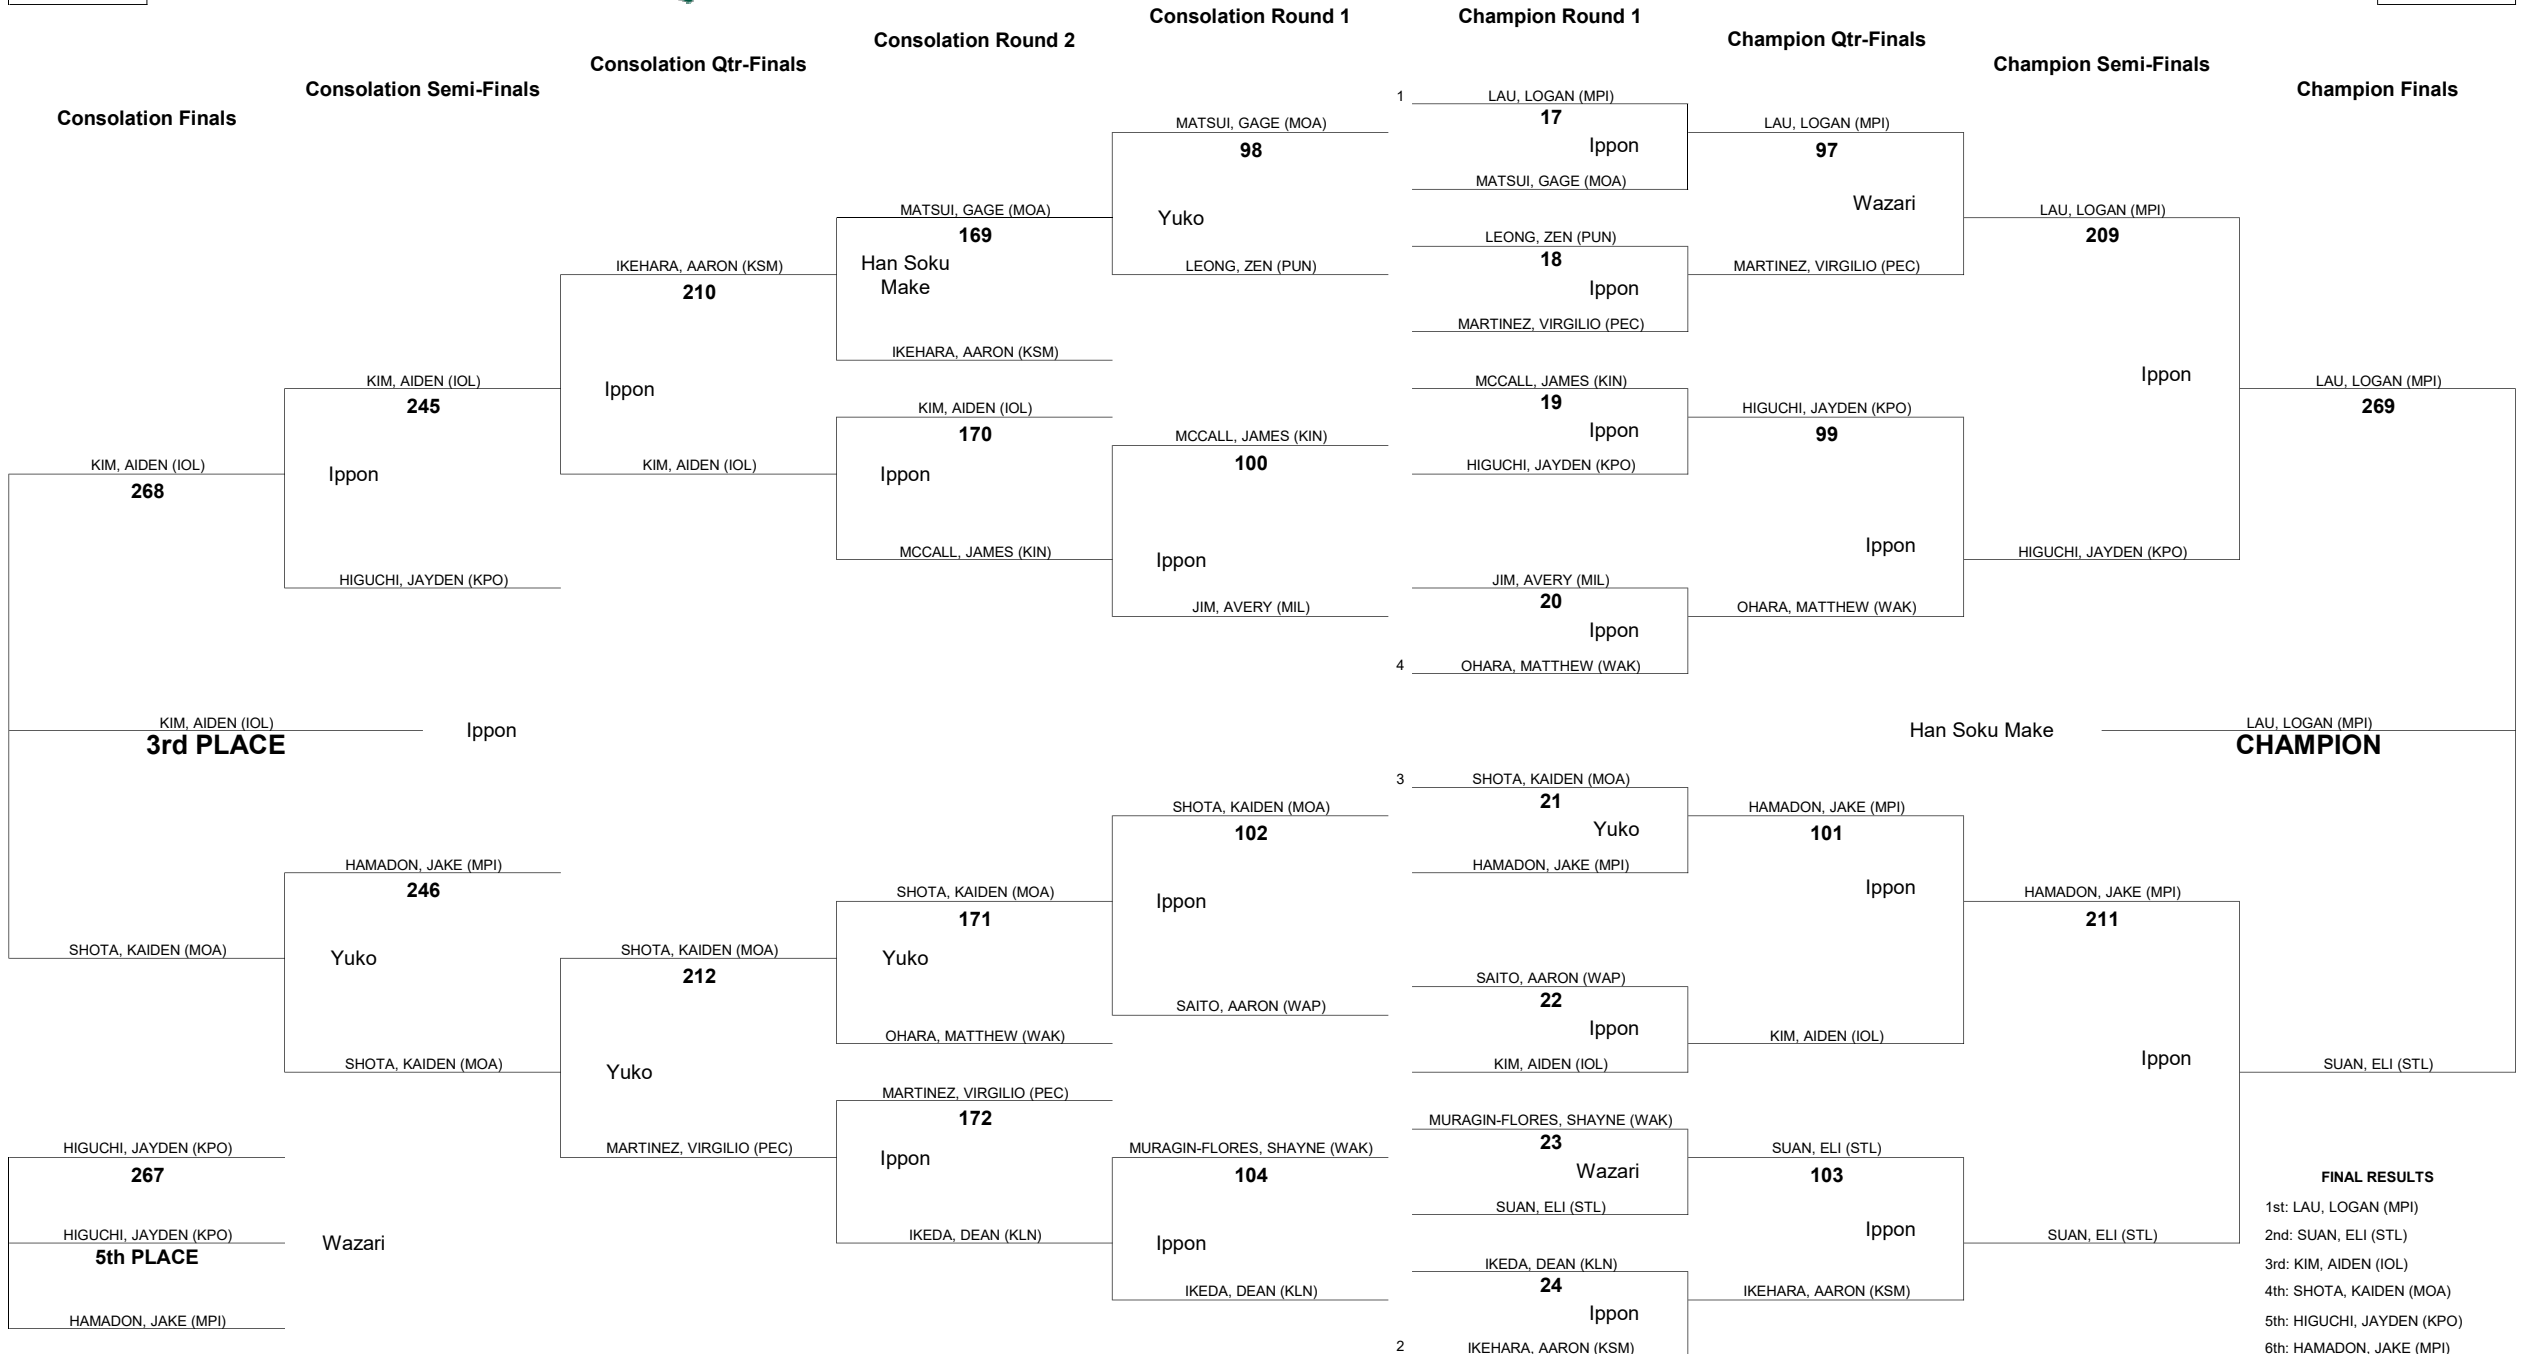 Consolation Round 1
Champion Round 1
Consolation Round 2
Champion Qtr-Finals
Consolation Qtr-Finals
Champion Semi-Finals
Consolation Semi-Finals
Champion Finals
Consolation Finals
1
LAU, LOGAN (MPI)
17
Ippon
MATSUI, GAGE (MOA)
LEONG, ZEN (PUN)
18
Ippon
MARTINEZ, VIRGILIO (PEC)
MCCALL, JAMES (KIN)
19
Ippon
HIGUCHI, JAYDEN (KPO)
JIM, AVERY (MIL)
20
Ippon
4
OHARA, MATTHEW (WAK)
3
SHOTA, KAIDEN (MOA)
21
Yuko
HAMADON, JAKE (MPI)
SAITO, AARON (WAP)
22
Ippon
KIM, AIDEN (IOL)
MURAGIN-FLORES, SHAYNE (WAK)
23
Wazari
SUAN, ELI (STL)
IKEDA, DEAN (KLN)
24
Ippon
2
IKEHARA, AARON (KSM)
LAU, LOGAN (MPI)
97
Wazari
MARTINEZ, VIRGILIO (PEC)
HIGUCHI, JAYDEN (KPO)
99
Ippon
OHARA, MATTHEW (WAK)
HAMADON, JAKE (MPI)
101
Ippon
KIM, AIDEN (IOL)
SUAN, ELI (STL)
103
Ippon
IKEHARA, AARON (KSM)
LAU, LOGAN (MPI)
209
Ippon
HIGUCHI, JAYDEN (KPO)
HAMADON, JAKE (MPI)
211
Ippon
SUAN, ELI (STL)
LAU, LOGAN (MPI)
269
Han Soku Make
LAU, LOGAN (MPI)
CHAMPION
SUAN, ELI (STL)
MATSUI, GAGE (MOA)
98
Yuko
LEONG, ZEN (PUN)
MCCALL, JAMES (KIN)
100
Ippon
JIM, AVERY (MIL)
SHOTA, KAIDEN (MOA)
102
Ippon
SAITO, AARON (WAP)
MURAGIN-FLORES, SHAYNE (WAK)
104
Ippon
IKEDA, DEAN (KLN)
MATSUI, GAGE (MOA)
169
Han Soku
Make
IKEHARA, AARON (KSM)
KIM, AIDEN (IOL)
170
Ippon
MCCALL, JAMES (KIN)
SHOTA, KAIDEN (MOA)
171
Yuko
OHARA, MATTHEW (WAK)
MARTINEZ, VIRGILIO (PEC)
172
Ippon
IKEDA, DEAN (KLN)
IKEHARA, AARON (KSM)
210
Ippon
KIM, AIDEN (IOL)
SHOTA, KAIDEN (MOA)
212
Yuko
MARTINEZ, VIRGILIO (PEC)
KIM, AIDEN (IOL)
245
Ippon
HIGUCHI, JAYDEN (KPO)
HAMADON, JAKE (MPI)
246
Yuko
SHOTA, KAIDEN (MOA)
KIM, AIDEN (IOL)
268
KIM, AIDEN (IOL)
Ippon
3rd PLACE
SHOTA, KAIDEN (MOA)
HIGUCHI, JAYDEN (KPO)
267
HIGUCHI, JAYDEN (KPO)
Wazari
5th PLACE
HAMADON, JAKE (MPI)
FINAL RESULTS
1st: LAU, LOGAN (MPI)
2nd: SUAN, ELI (STL)
3rd: KIM, AIDEN (IOL)
4th: SHOTA, KAIDEN (MOA)
5th: HIGUCHI, JAYDEN (KPO)
6th: HAMADON, JAKE (MPI)